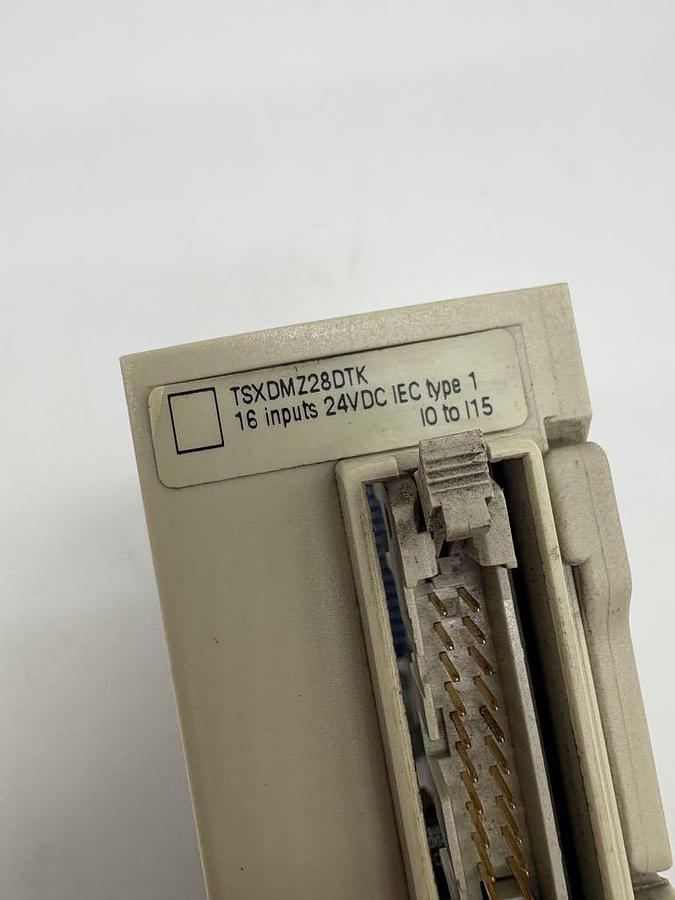 TSXDMZ28DTK
16 inputs 24VDC IEC type 1
I0 to I15